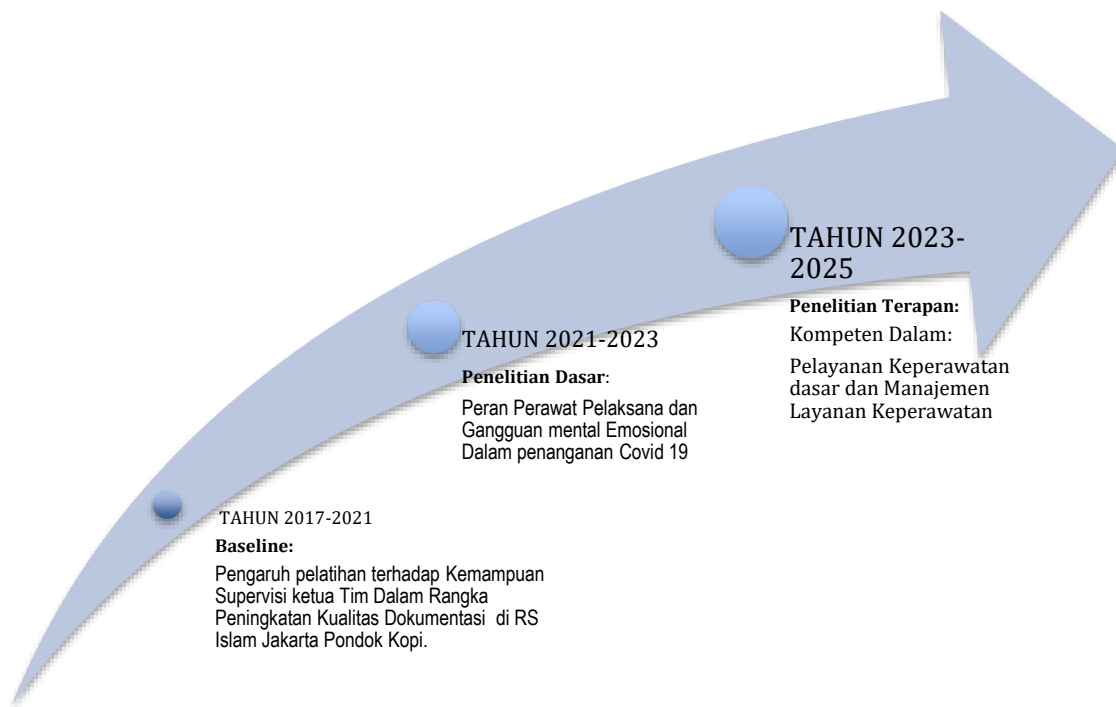 TAHUN 2023-
2025
Penelitian Terapan:
Kompeten Dalam:
Pelayanan Keperawatan
dasar dan Manajemen
Layanan Keperawatan
TAHUN 2021-2023
Penelitian Dasar:
Peran Perawat Pelaksana dan
Gangguan mental Emosional
Dalam penanganan Covid 19
TAHUN 2017-2021
Baseline:
Pengaruh pelatihan terhadap Kemampuan
Supervisi ketua Tim Dalam Rangka
Peningkatan Kualitas Dokumentasi di RS
Islam Jakarta Pondok Kopi.